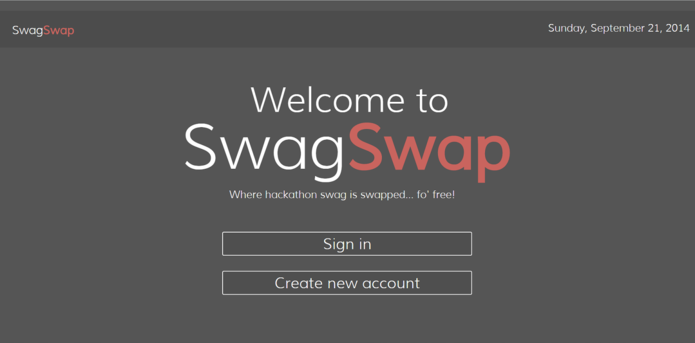 SwagSwap
Sunday, September 21, 2014
Welcome to
SwagSwap
Where hackathon swag is swapped... fo' free!
Sign in
Create new account